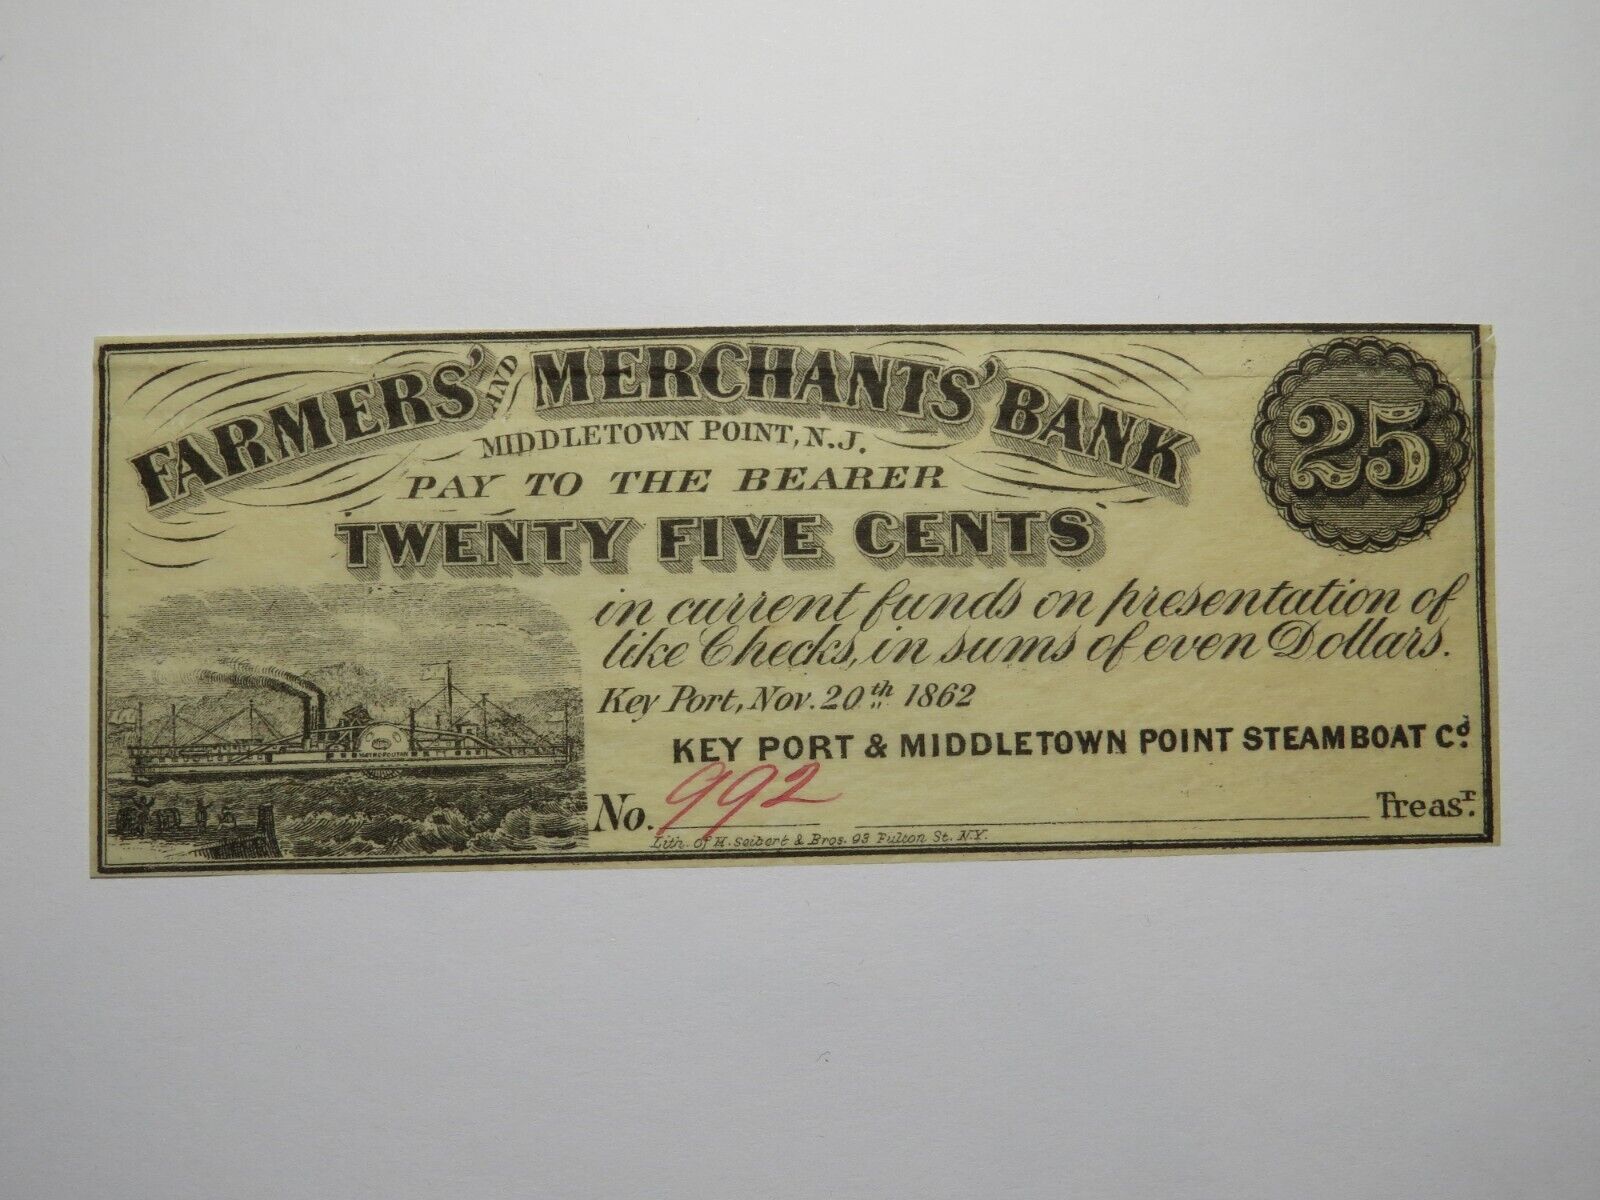 FARMERS' AND MERCHANTS' BANK
25
MIDDLETOWN POINT, N.J.
PAY TO THE BEARER
TWENTY FIVE CENTS
in current funds on presentation of
like Checks, in sums of even Dollars.
Key Port, Nov. 20th 1862
KEY PORT & MIDDLETOWN POINT STEAMBOAT Co.
METROPOLITAN
No. 992 Treasr.
Lith. of H. Seibert & Bros. 93 Fulton St. N.Y.